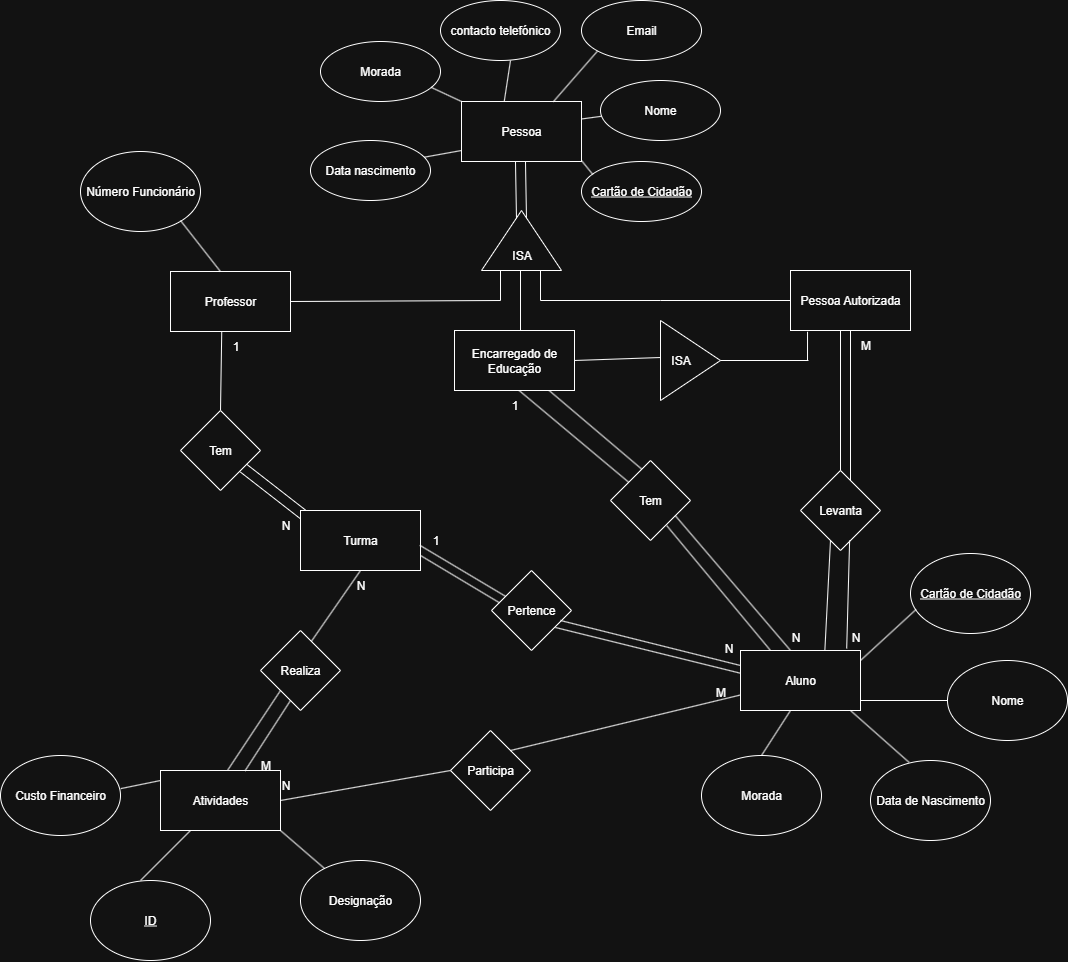 contacto telefónico
Email
Morada
Nome
Pessoa
Data nascimento
Cartão de Cidadão
Número Funcionário
ISA
Professor
Pessoa Autorizada
1
M
Encarregado de
Educação
ISA
1
Tem
Tem
Levanta
N
Turma
1
N
Pertence
Cartão de Cidadão
N
N
N
Realiza
Aluno
M
Nome
M
N
Participa
Custo Financeiro
Atividades
Morada
Data de Nascimento
Designação
ID